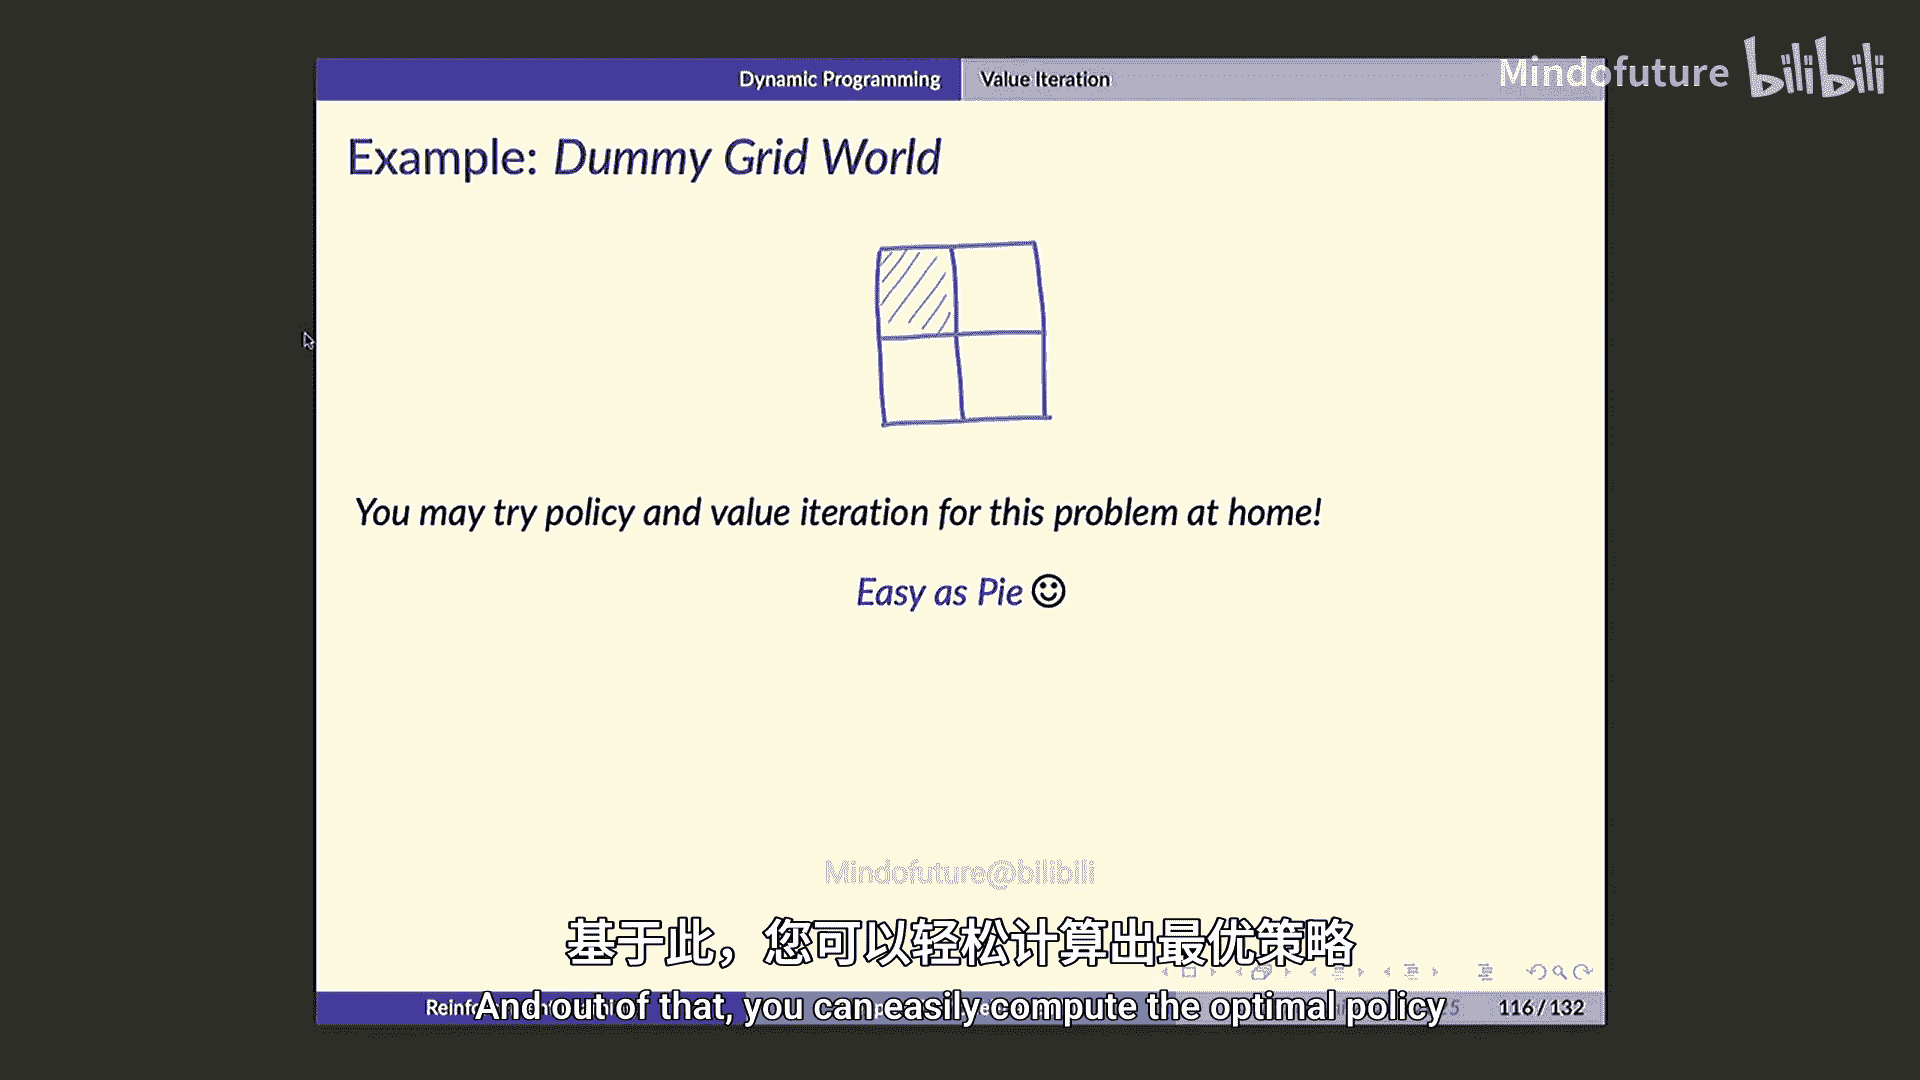 Dynamic Programming Value Iteration
Mindofuture bilibili
Example: Dummy Grid World
You may try policy and value iteration for this problem at home!
Easy as Pie
Mindofuture@bilibili
基于此，您可以轻松计算出最优策略
And out of that, you can easily compute the optimal policy
116 / 132